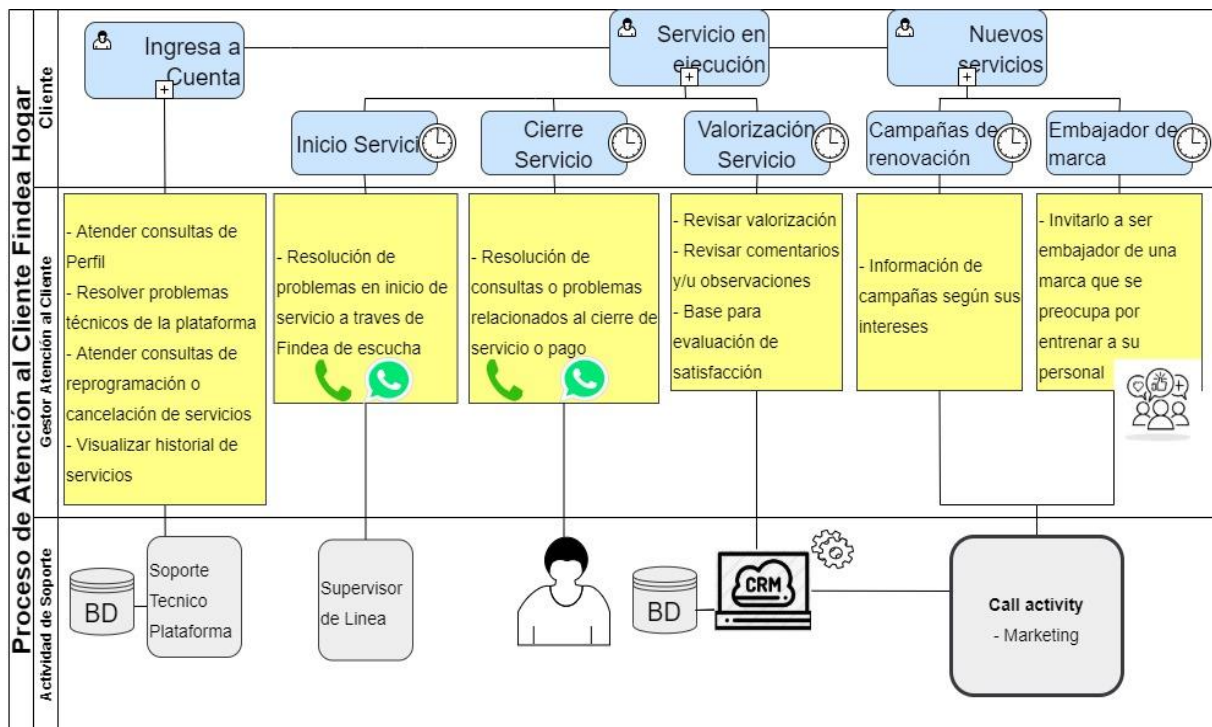 Proceso de Atención al Cliente Findea Hogar
Cliente
Ingresa a
Cuenta
Servicio en
ejecución
Nuevos
servicios
Inicio Servici
Cierre
Servicio
Valorización
Servicio
Campañas de
renovación
Embajador de
marca
Gestor Atención al Cliente
- Atender consultas de
Perfil
- Resolver problemas
técnicos de la plataforma
- Atender consultas de
reprogramación o
cancelación de servicios
- Visualizar historial de
servicios
- Resolución de
problemas en inicio de
servicio a traves de
Findea de escucha
- Resolución de
consultas o problemas
relacionados al cierre de
servicio o pago
- Revisar valorización
- Revisar comentarios
y/u observaciones
- Base para
evaluación de
satisfacción
- Información de
campañas según sus
intereses
- Invitarlo a ser
embajador de una
marca que se
preocupa por
entrenar a su
personal
Actividad de Soporte
BD
Soporte
Tecnico
Plataforma
Supervisor
de Linea
BD
CRM
Call activity
- Marketing